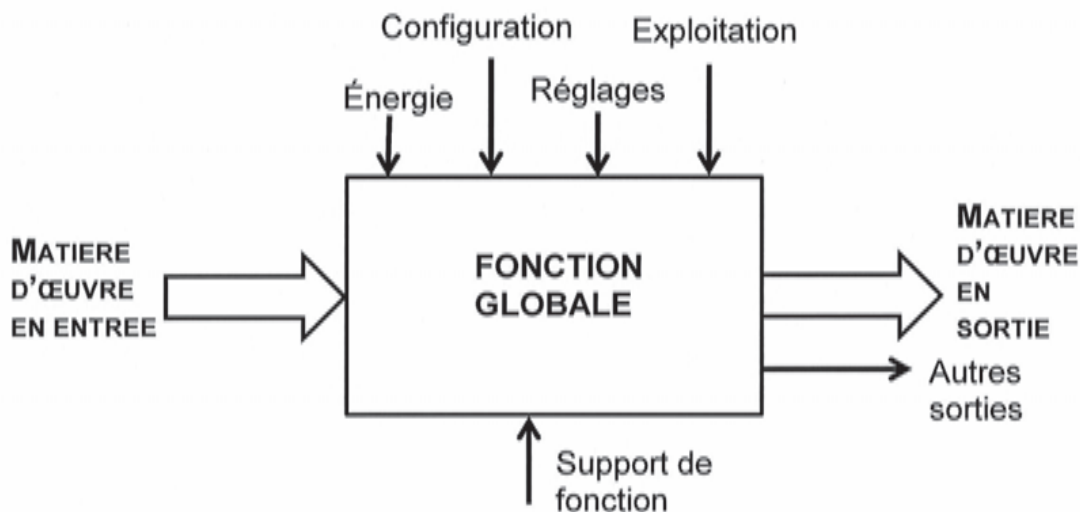 Configuration
Exploitation
Énergie
Réglages
MATIERE
D'ŒUVRE
EN ENTREE
FONCTION
GLOBALE
MATIERE
D'ŒUVRE
EN
SORTIE
Autres
sorties
Support de
fonction